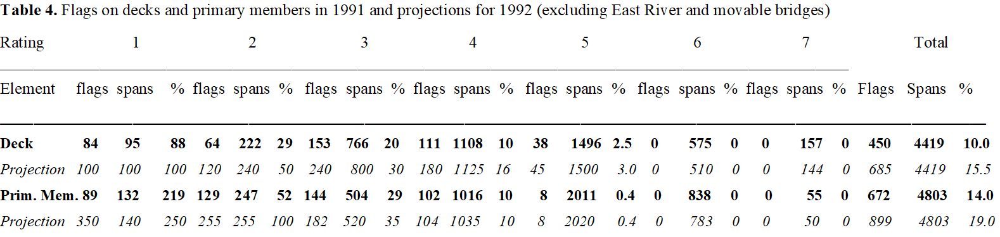 Table 4. Flags on decks and primary members in 1991 and projections for 1992 (excluding East River and movable bridges)
Rating 1 2 3 4 5 6 7 Total
Element flags spans % flags spans % flags spans % flags spans % flags spans % flags spans % flags spans % Flags Spans %
Deck 84 95 88 64 222 29 153 766 20 111 1108 10 38 1496 2.5 0 575 0 0 157 0 450 4419 10.0
Projection 100 100 100 120 240 50 240 800 30 180 1125 16 45 1500 3.0 0 510 0 0 144 0 685 4419 15.5
Prim. Mem. 89 132 219 129 247 52 144 504 29 102 1016 10 8 2011 0.4 0 838 0 0 55 0 672 4803 14.0
Projection 350 140 250 255 255 100 182 520 35 104 1035 10 8 2020 0.4 0 783 0 0 50 0 899 4803 19.0